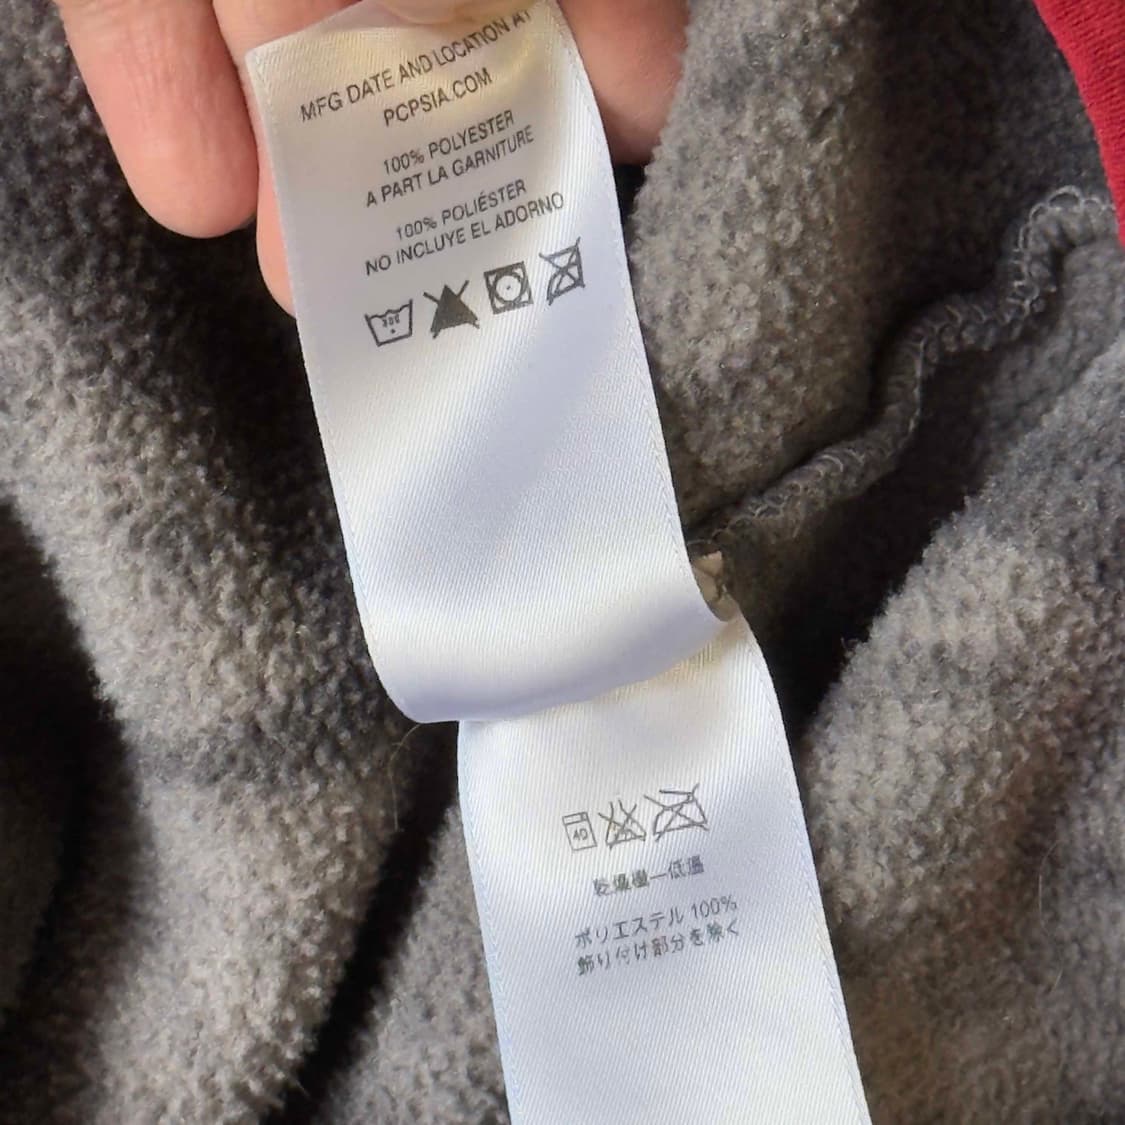 MFG DATE AND LOCATION AT
PCPSIA.COM
100% POLYESTER
A PART LA GARNITURE
100% POLIÉSTER
NO INCLUYE EL ADORNO
40
乾燥機—低温
ポリエステル 100%
飾り付け部分を除く